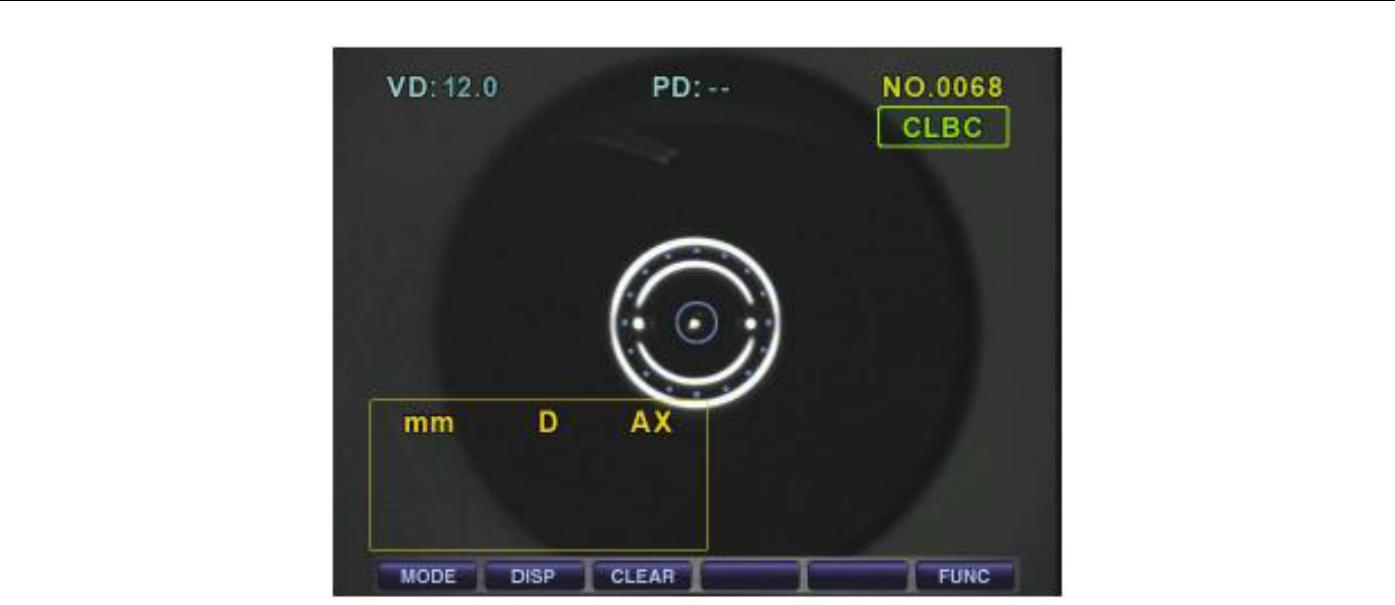 VD: 12.0 PD: -- NO.0068
CLBC
mm D AX
MODE DISP CLEAR FUNC